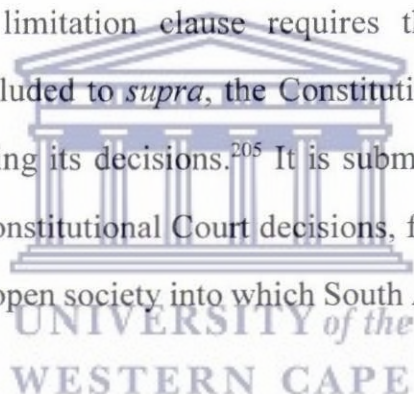 limitation clause requires
luded to supra, the Constituti
ing its decisions.²⁰⁵ It is subm
onstitutional Court decisions, f
open society into which South
UNIVERSITY of the
WESTERN CAPE